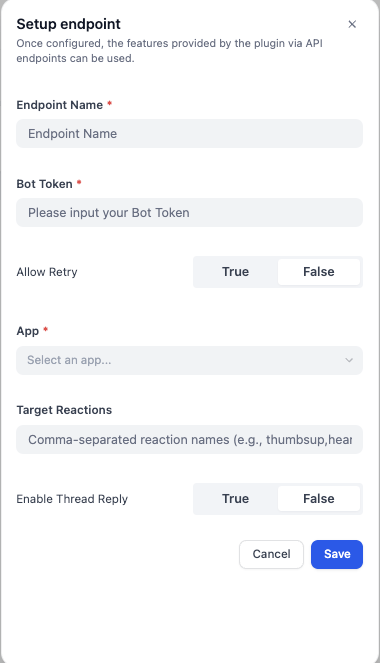 Setup endpoint
Once configured, the features provided by the plugin via API
endpoints can be used.
Endpoint Name *
Endpoint Name
Bot Token *
Please input your Bot Token
Allow Retry True False
App *
Select an app...
Target Reactions
Comma-separated reaction names (e.g., thumbsup,hear
Enable Thread Reply True False
Cancel Save